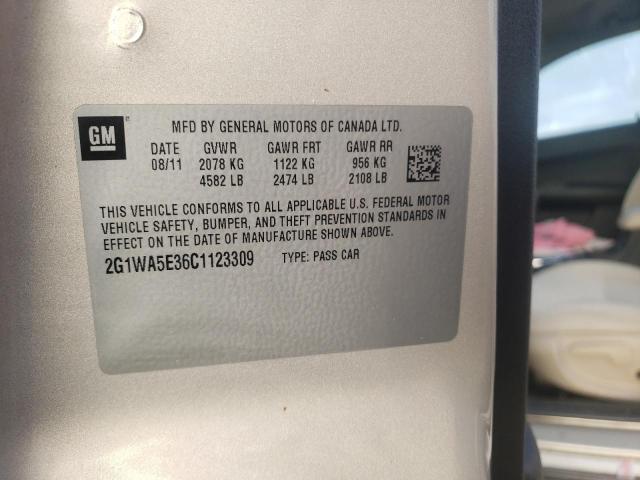 GM
MFD BY GENERAL MOTORS OF CANADA LTD.
DATE GVWR GAWR FRT GAWR RR
08/11 2078 KG 1122 KG 956 KG
4582 LB 2474 LB 2108 LB
THIS VEHICLE CONFORMS TO ALL APPLICABLE U.S. FEDERAL MOTOR
VEHICLE SAFETY, BUMPER, AND THEFT PREVENTION STANDARDS IN
EFFECT ON THE DATE OF MANUFACTURE SHOWN ABOVE.
2G1WA5E36C1123309 TYPE: PASS CAR